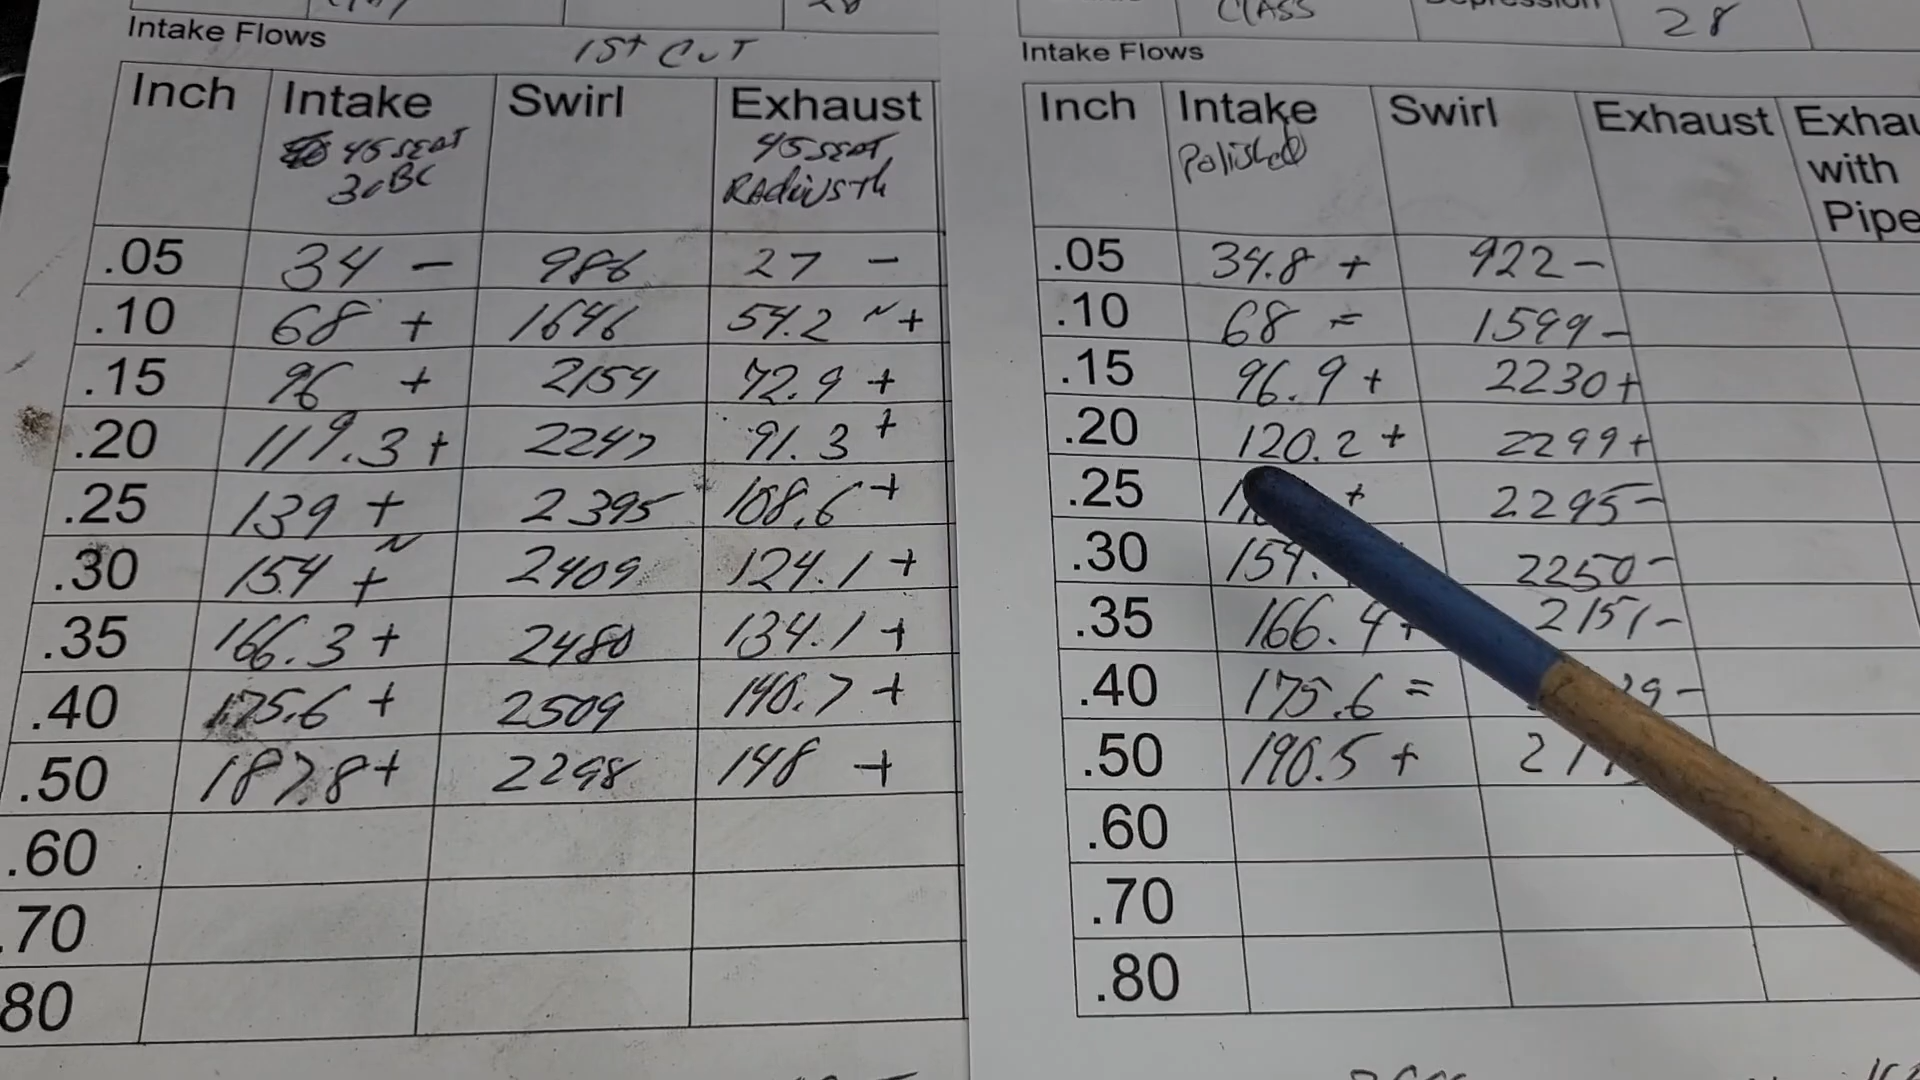 28
Intake Flows
1st CUT
Inch Intake Swirl Exhaust
45 SEAT
30BC
45 SEAT
RADiUS th
.05 34 - 986 27 -
.10 68 + 1646 54.2 ~+
.15 96 + 2154 72.9 +
.20 119.3+ 2247 91.3 +
.25 139 + 2395 108.6 +
.30 154 + ~ 2409 124.1 +
.35 166.3 + 2480 134.1 +
.40 175.6 + 2509 140.7 +
.50 187.8+ 2298 148 +
.60
.70
80
CLASS
28
Intake Flows
Inch Intake Swirl Exhaust Exhau
Polished
with
Pipe
.05 34.8 + 922 -
.10 68 = 1599 -
.15 96.9 + 2230+
.20 120.2 + 2299+
.25 + 2295-
.30 154. 2250-
.35 166.4+ 2151-
.40 175.6 = 9-
.50 190.5 +
.60
.70
.80